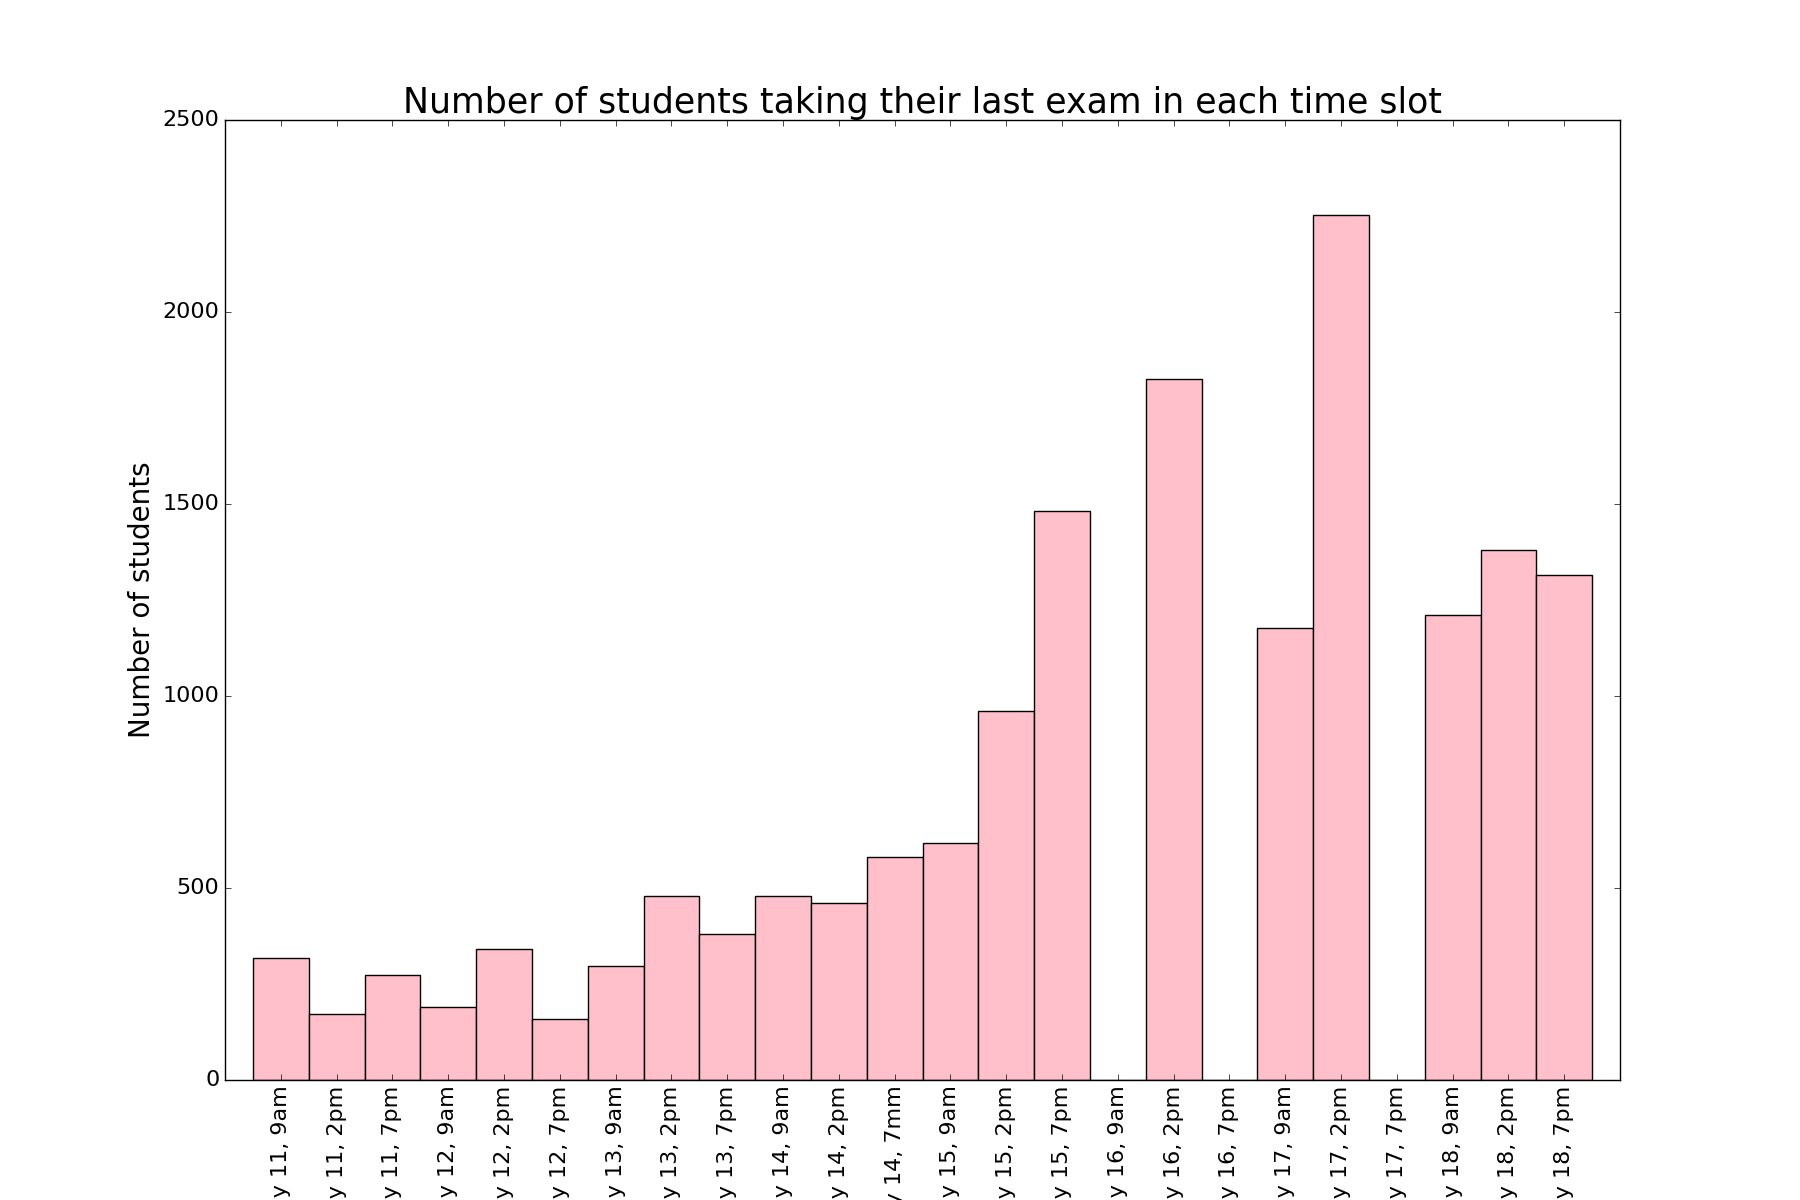 Number of students taking their last exam in each time slot
Number of students
2500
2000
1500
1000
500
0
y 11, 9am
y 11, 2pm
y 11, 7pm
y 12, 9am
y 12, 2pm
y 12, 7pm
y 13, 9am
y 13, 2pm
y 13, 7pm
y 14, 9am
y 14, 2pm
y 14, 7mm
y 15, 9am
y 15, 2pm
y 15, 7pm
y 16, 9am
y 16, 2pm
y 16, 7pm
y 17, 9am
y 17, 2pm
y 17, 7pm
y 18, 9am
y 18, 2pm
y 18, 7pm